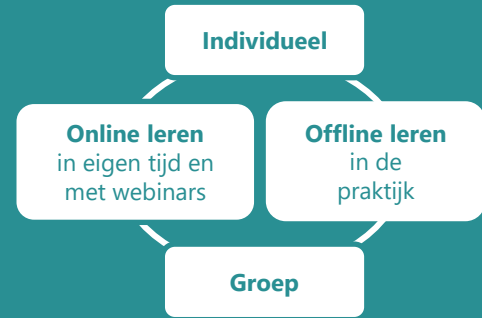 Individueel
Online leren
in eigen tijd en
met webinars
Offline leren
in de
praktijk
Groep